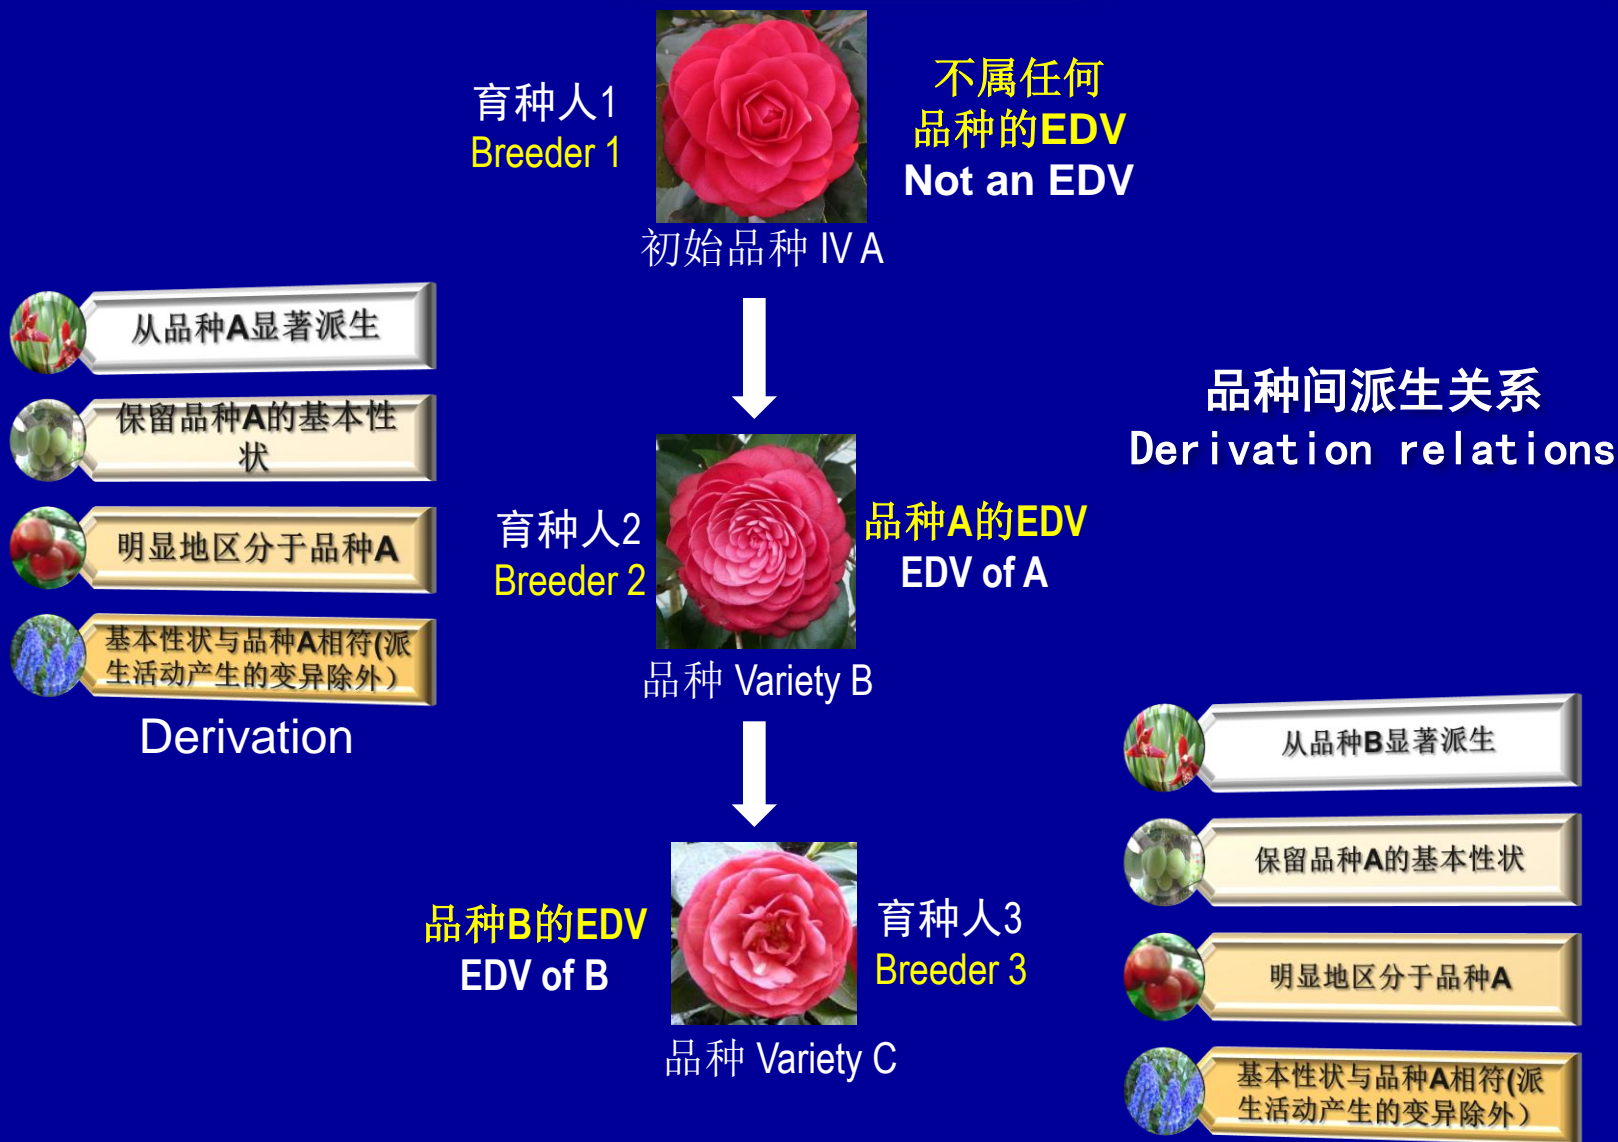 育种人1
Breeder 1
不属任何
品种的EDV
Not an EDV
初始品种 IV A
从品种A显著派生
保留品种A的基本性
状
明显地区分于品种A
基本性状与品种A相符(派
生活动产生的变异除外）
Derivation
品种间派生关系
Derivation relations
育种人2
Breeder 2
品种A的EDV
EDV of A
品种 Variety B
品种B的EDV
EDV of B
育种人3
Breeder 3
品种 Variety C
从品种B显著派生
保留品种A的基本性状
明显地区分于品种A
基本性状与品种A相符(派
生活动产生的变异除外）